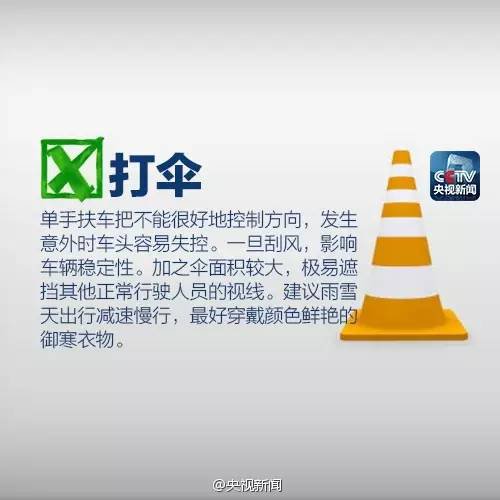 CCTV
央视新闻
打伞
单手扶车把不能很好地控制方向，发生
意外时车头容易失控。一旦刮风，影响
车辆稳定性。加之伞面积较大，极易遮
挡其他正常行驶人员的视线。建议雨雪
天出行减速慢行，最好穿戴颜色鲜艳的
御寒衣物。
@央视新闻